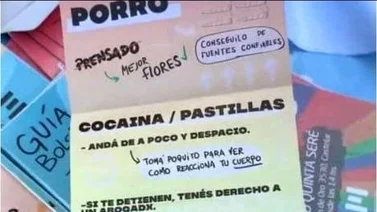 PORRO
PRENSADO
MEJOR
FLORES
CONSEGUILO DE
FUENTES CONFIABLES
COCAINA / PASTILLAS
- ANDÁ DE A POCO Y DESPACIO.
TOMÁ POQUITO PARA VER
COMO REACCIONA TU CUERPO
-SI TE DETIENEN, TENÉS DERECHO A
UN ABOGADX.
GUÍA
QUINTA SERÉ